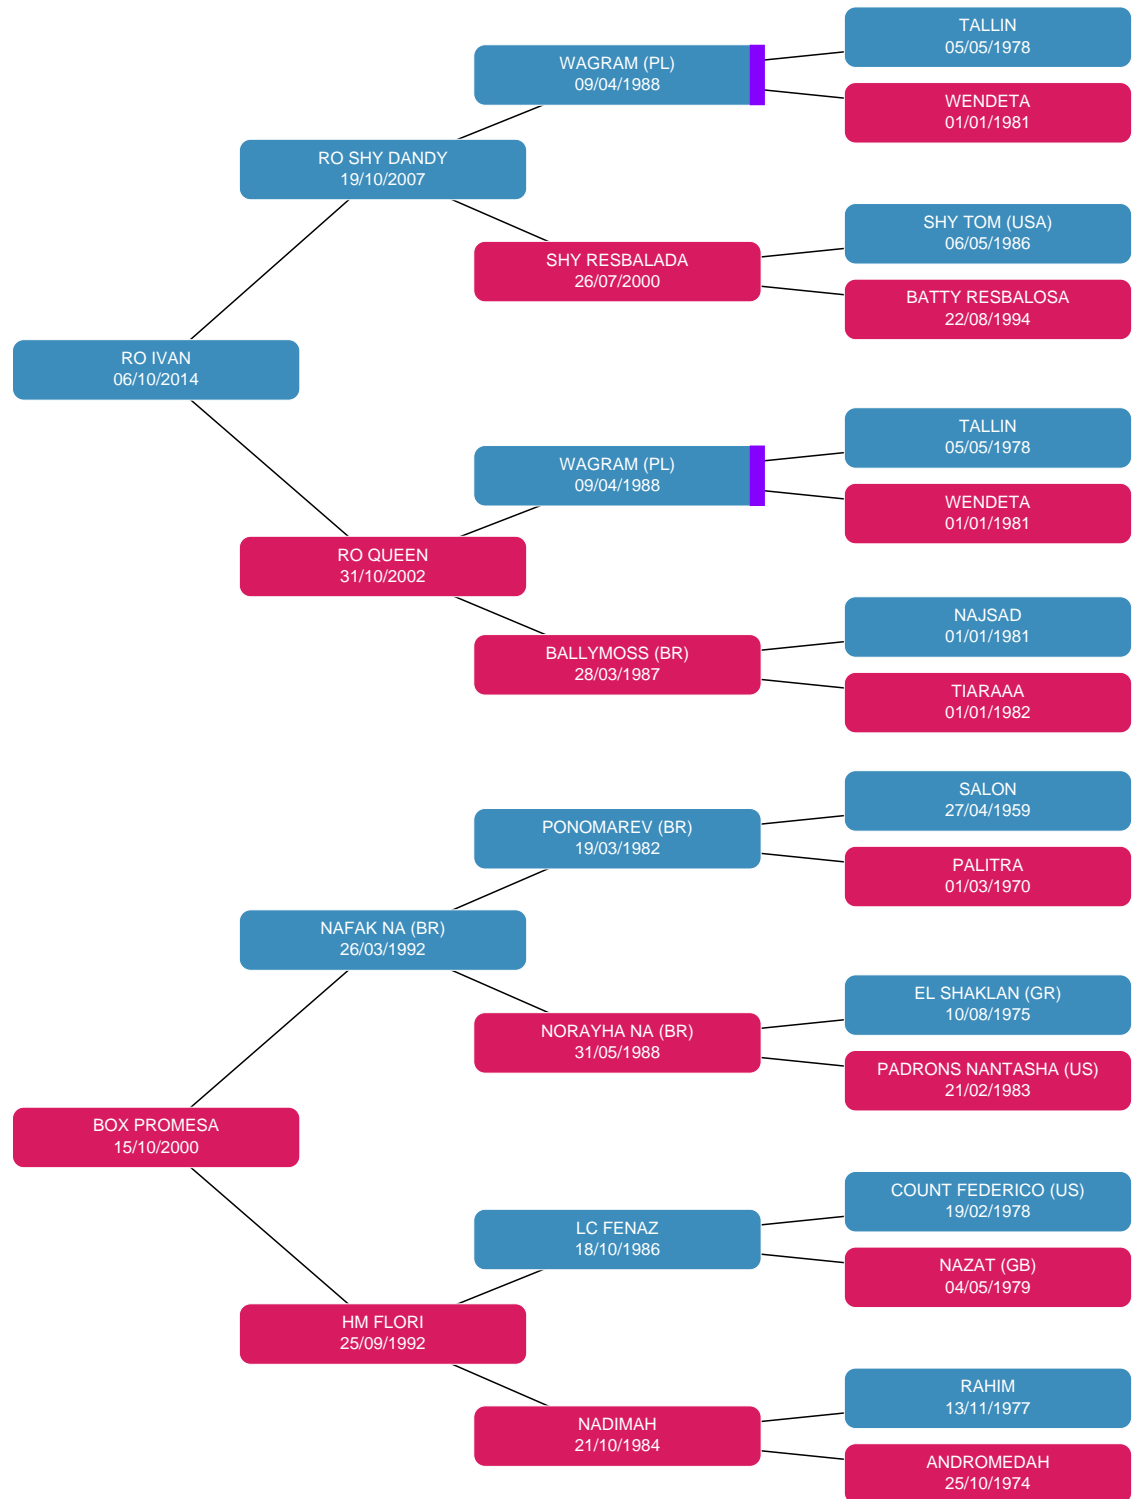 TALLIN
05/05/1978
WAGRAM (PL)
09/04/1988
WENDETA
01/01/1981
RO SHY DANDY
19/10/2007
SHY TOM (USA)
06/05/1986
SHY RESBALADA
26/07/2000
BATTY RESBALOSA
22/08/1994
RO IVAN
06/10/2014
TALLIN
05/05/1978
WAGRAM (PL)
09/04/1988
WENDETA
01/01/1981
RO QUEEN
31/10/2002
NAJSAD
01/01/1981
BALLYMOSS (BR)
28/03/1987
TIARAAA
01/01/1982
SALON
27/04/1959
PONOMAREV (BR)
19/03/1982
PALITRA
01/03/1970
NAFAK NA (BR)
26/03/1992
EL SHAKLAN (GR)
10/08/1975
NORAYHA NA (BR)
31/05/1988
PADRONS NANTASHA (US)
21/02/1983
BOX PROMESA
15/10/2000
COUNT FEDERICO (US)
19/02/1978
LC FENAZ
18/10/1986
NAZAT (GB)
04/05/1979
HM FLORI
25/09/1992
RAHIM
13/11/1977
NADIMAH
21/10/1984
ANDROMEDAH
25/10/1974